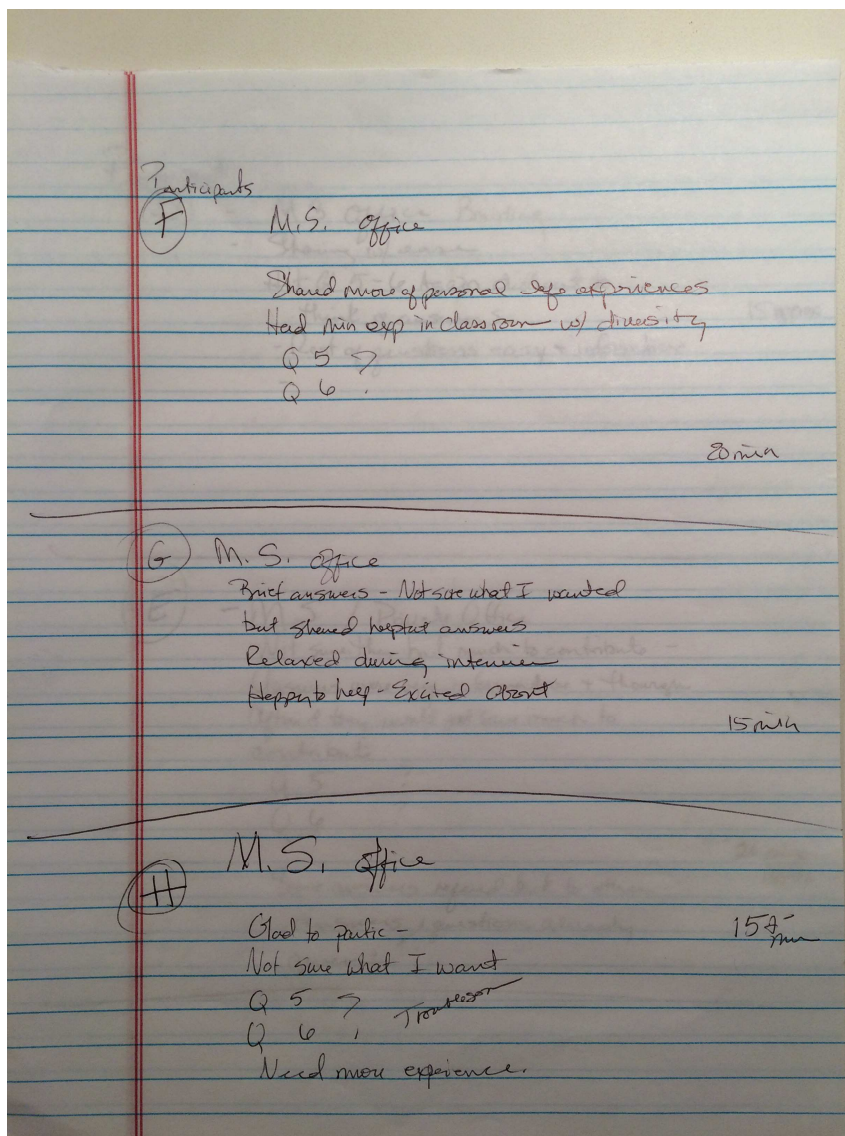 Participants
F M.S. office
Shared more of personal life experiences
Had min exp in classroom w/ diversity
Q 5 ?
Q 6
20 min
G M.S. office
Brief answers - Not sure what I wanted
but shared helpful answers
Relaxed during interview
Happy to help - Excited about
15 min
H M.S. office
Glad to partic -
15+ min
Not sure what I want
Q 5 ?
Q 6 Troublesom
Need more experience.